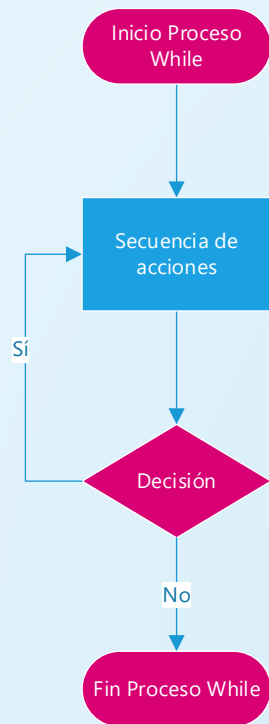 Inicio Proceso
While
Secuencia de
acciones
Sí
Decisión
No
Fin Proceso While